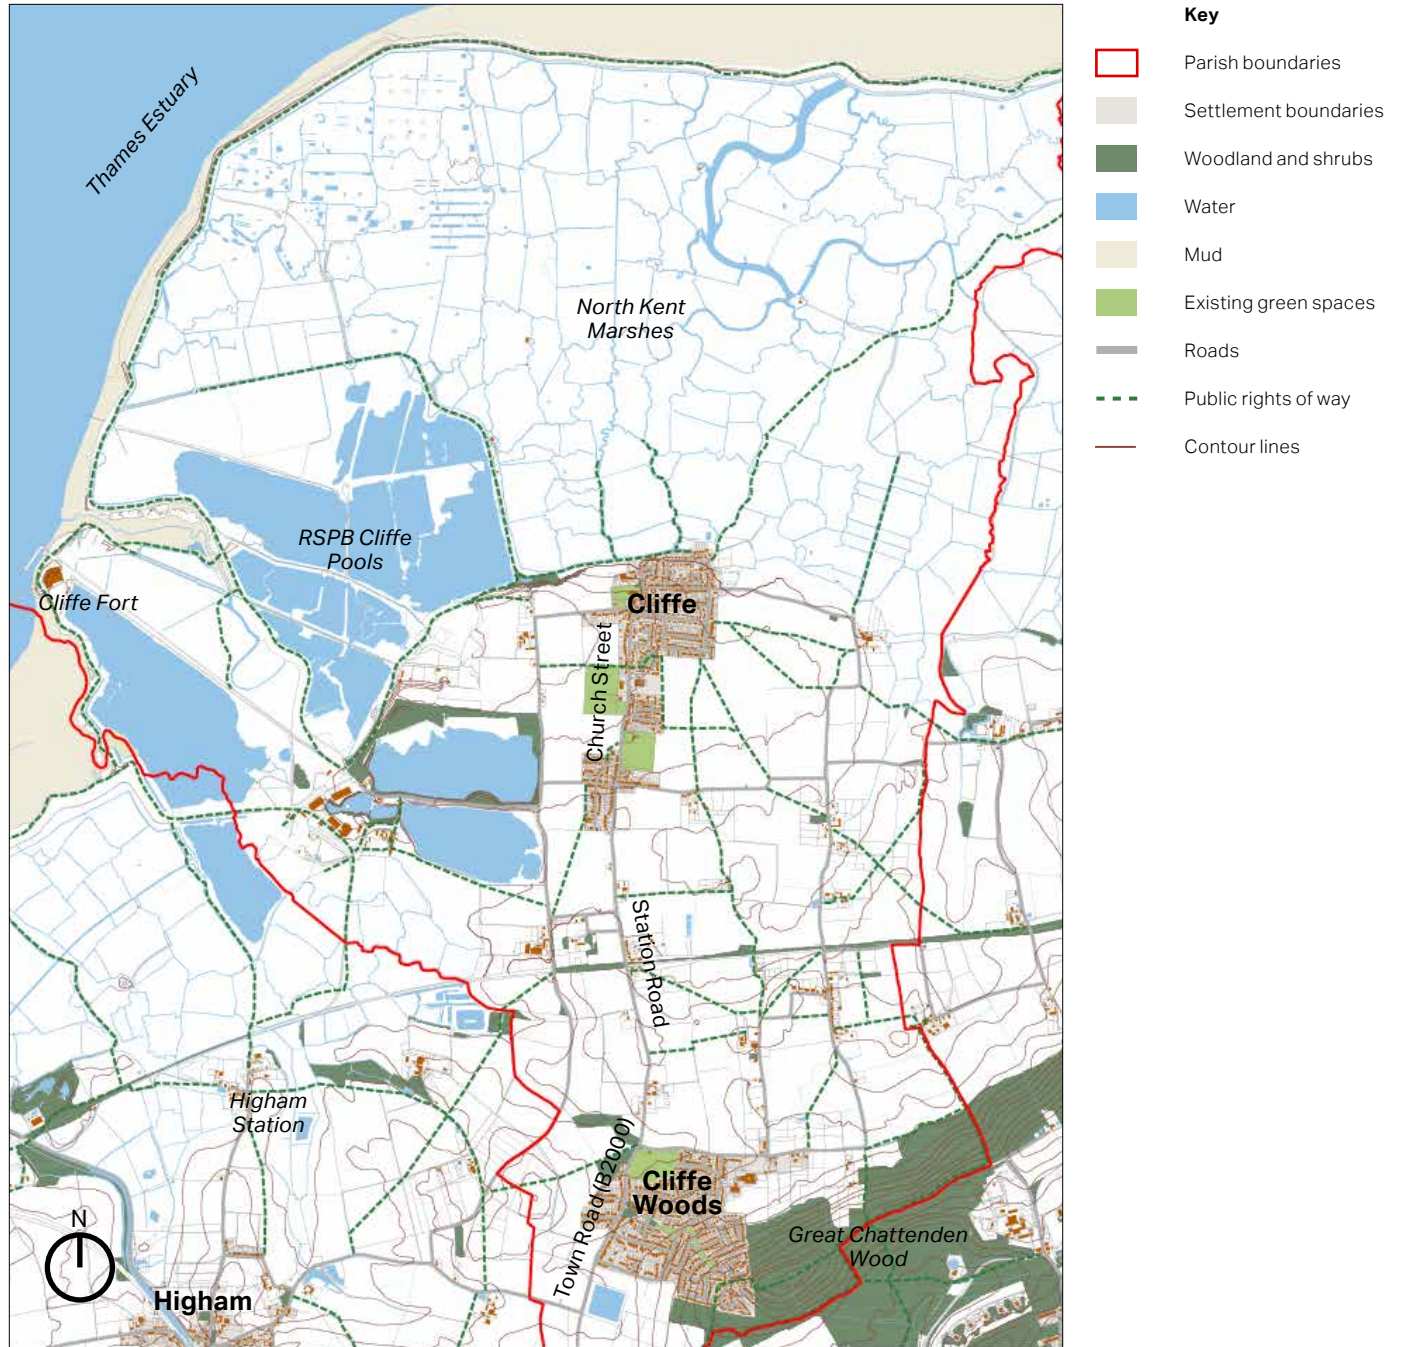 Key
Parish boundaries
Settlement boundaries
Woodland and shrubs
Water
Mud
Existing green spaces
Roads
Public rights of way
Contour lines
Thames Estuary
North Kent
Marshes
RSPB Cliffe
Pools
Cliffe Fort
Cliffe
Church Street
Station Road
Higham
Station
Town Road (B2000)
Cliffe
Woods
Great Chattenden
Wood
N
Higham